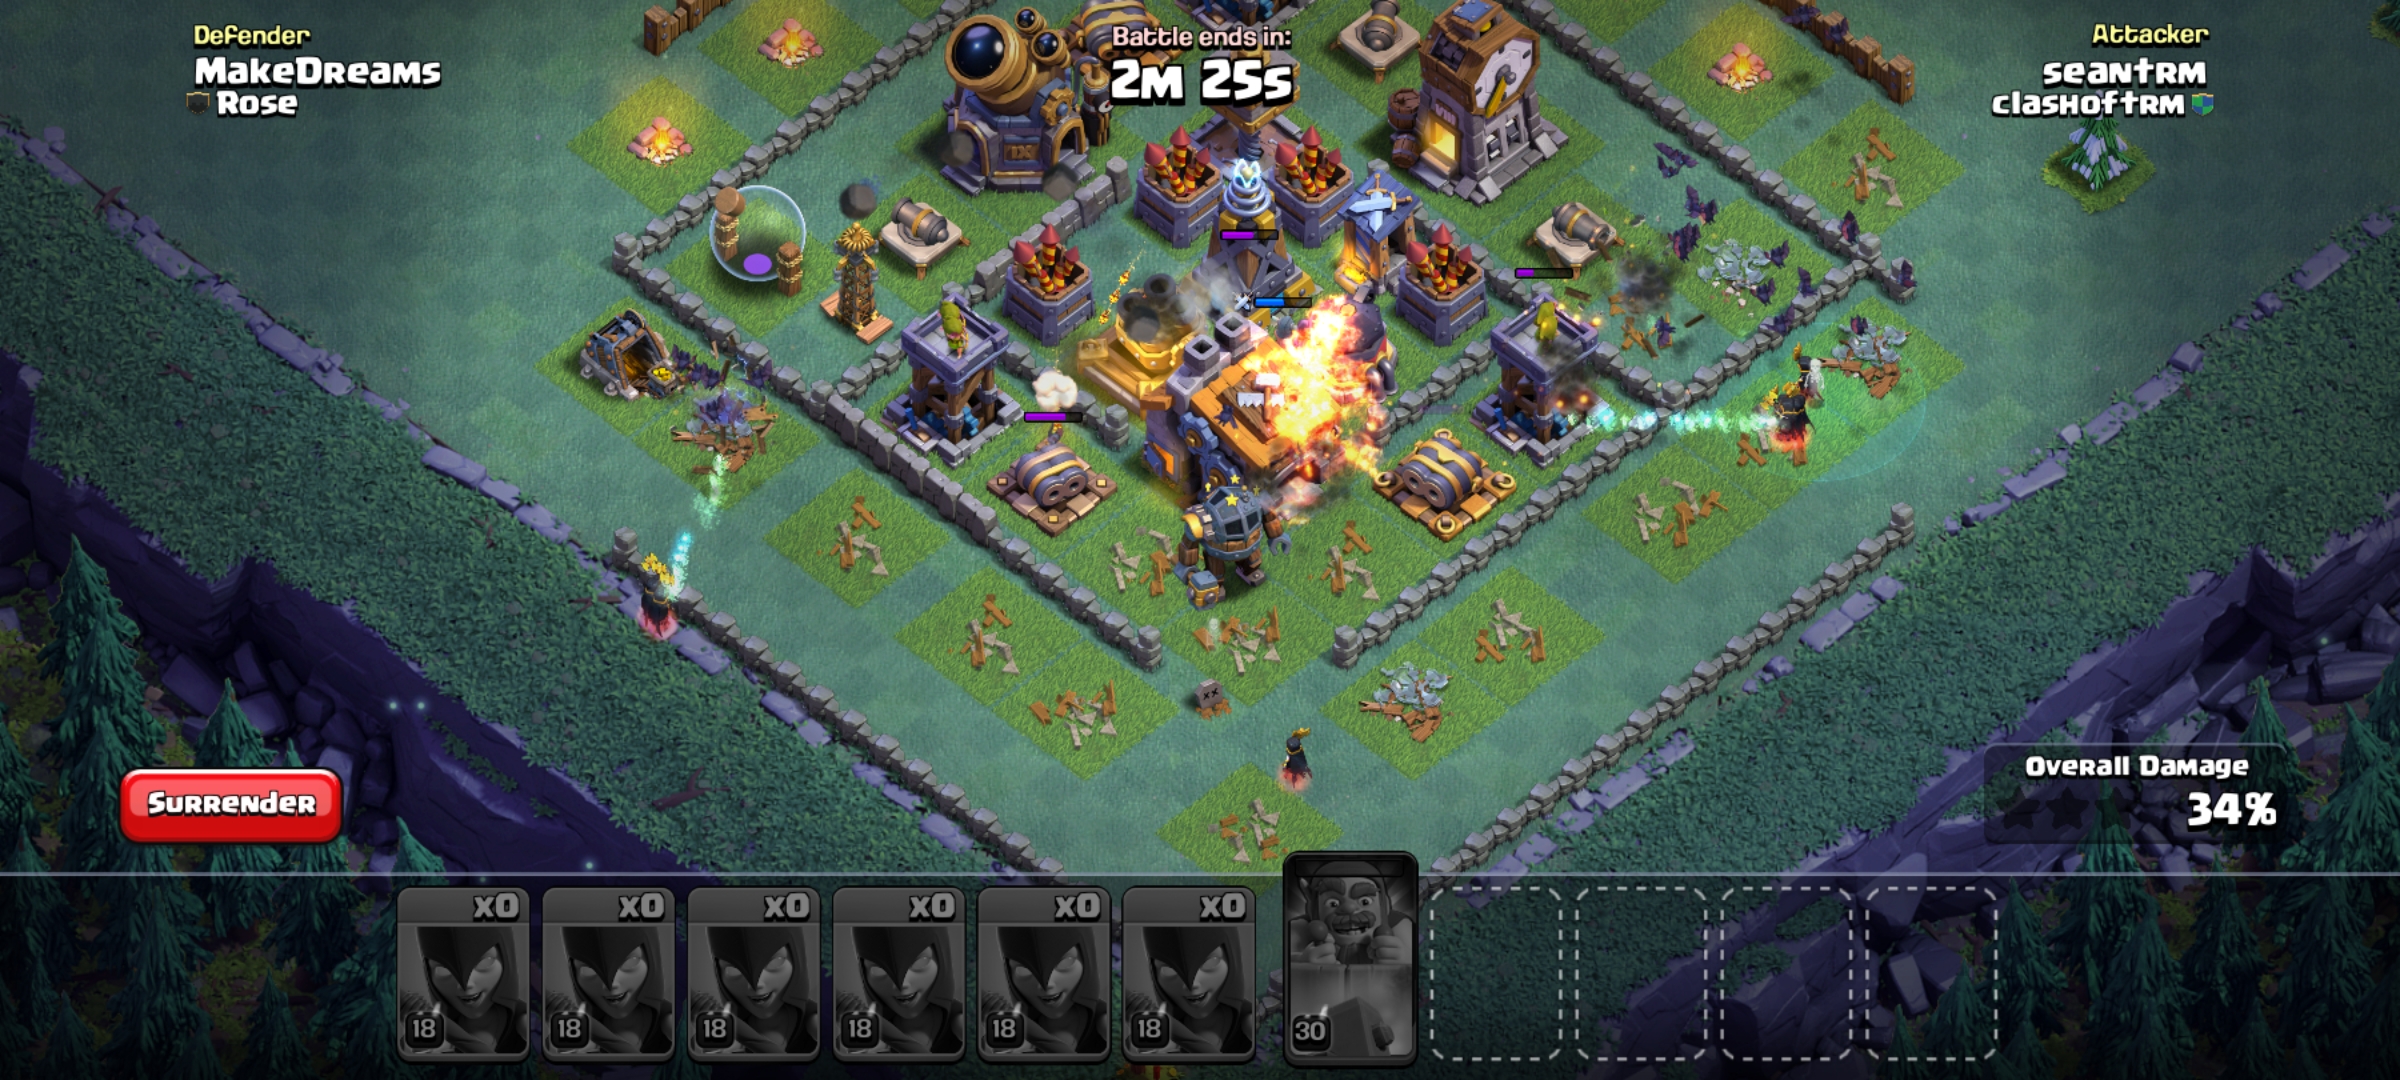 Defender
MakeDreams
Rose
Battle ends in:
2M 25s
Attacker
seantRM
clashoftRM
Surrender
Overall Damage
34%
x0
x0
x0
x0
x0
x0
18
18
18
18
18
18
30